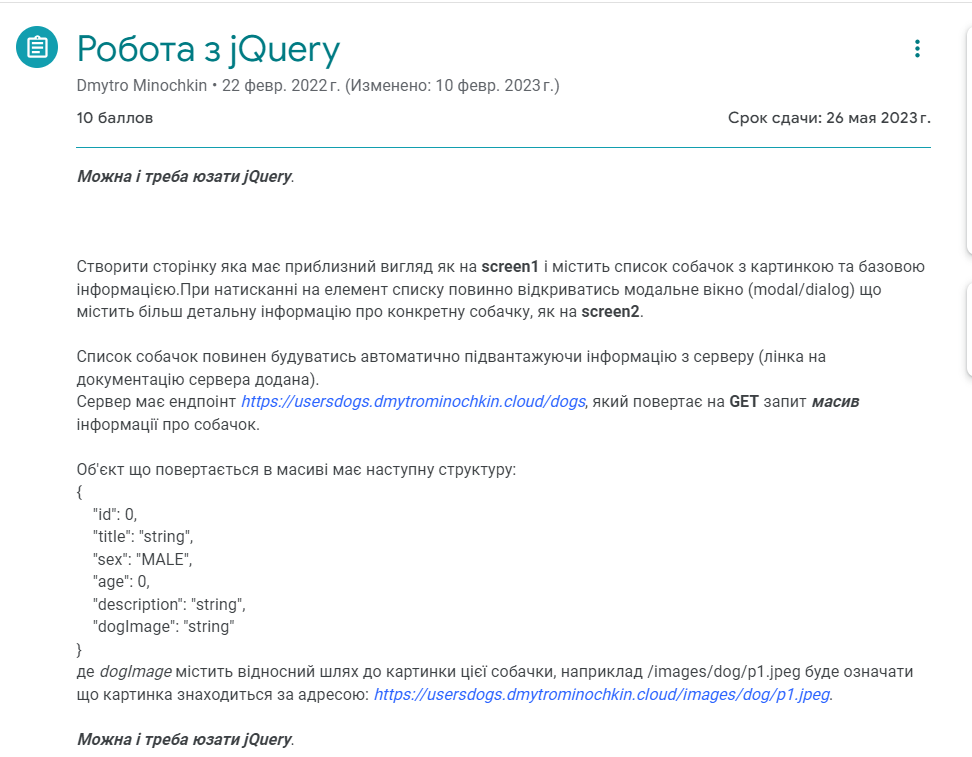 Робота з jQuery
Dmytro Minochkin • 22 февр. 2022 г. (Изменено: 10 февр. 2023 г.)
10 баллов
Срок сдачи: 26 мая 2023 г.
Можна і треба юзати jQuery.
Створити сторінку яка має приблизний вигляд як на screen1 і містить список собачок з картинкою та базовою
інформацією.При натисканні на елемент списку повинно відкриватись модальне вікно (modal/dialog) що
містить більш детальну інформацію про конкретну собачку, як на screen2.
Список собачок повинен будуватись автоматично підвантажуючи інформацію з серверу (лінка на
документацію сервера додана).
Сервер має ендпоінт https://usersdogs.dmytrominochkin.cloud/dogs, який повертає на GET запит масив
інформації про собачок.
Об'єкт що повертається в масиві має наступну структуру:
{
"id": 0,
"title": "string",
"sex": "MALE",
"age": 0,
"description": "string",
"dogImage": "string"
}
де dogImage містить відносний шлях до картинки цієї собачки, наприклад /images/dog/p1.jpeg буде означати
що картинка знаходиться за адресою: https://usersdogs.dmytrominochkin.cloud/images/dog/p1.jpeg.
Можна і треба юзати jQuery.